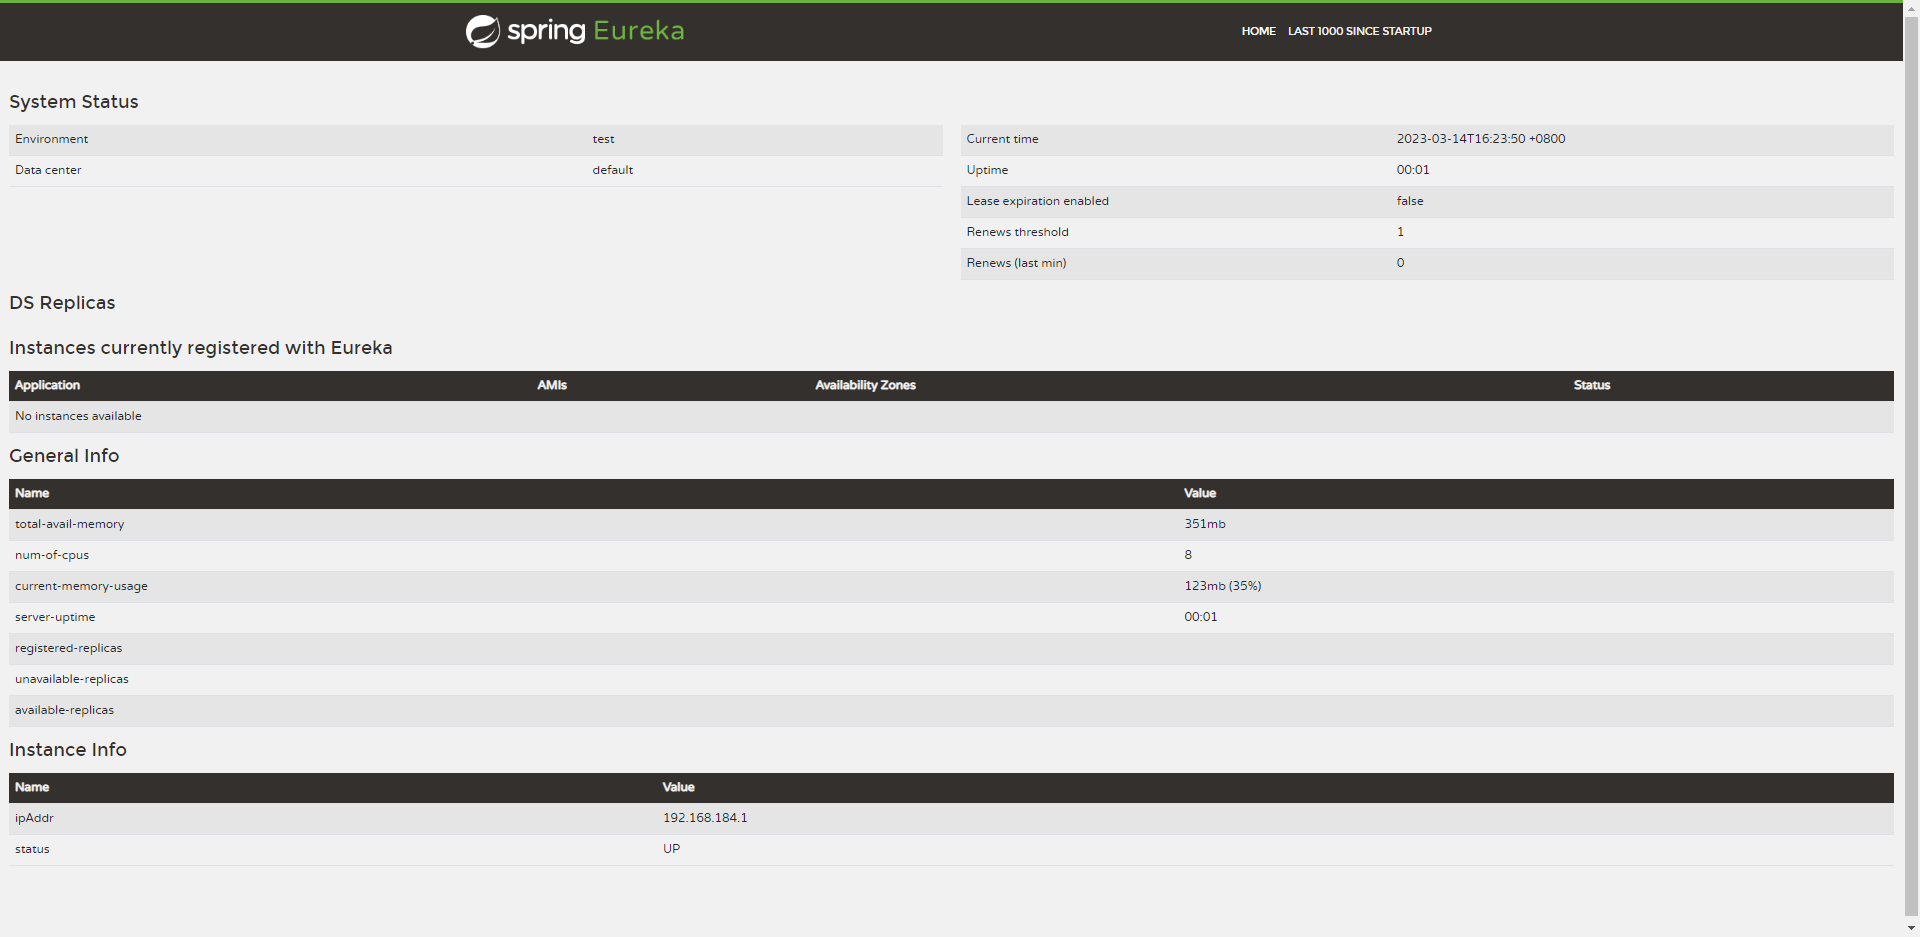 spring Eureka
HOME LAST 1000 SINCE STARTUP
System Status
Environment test
Data center default
Current time 2023-03-14T16:23:50 +0800
Uptime 00:01
Lease expiration enabled false
Renews threshold 1
Renews (last min) 0
DS Replicas
Instances currently registered with Eureka
Application AMIs Availability Zones Status
No instances available
General Info
Name Value
total-avail-memory 351mb
num-of-cpus 8
current-memory-usage 123mb (35%)
server-uptime 00:01
registered-replicas
unavailable-replicas
available-replicas
Instance Info
Name Value
ipAddr 192.168.184.1
status UP